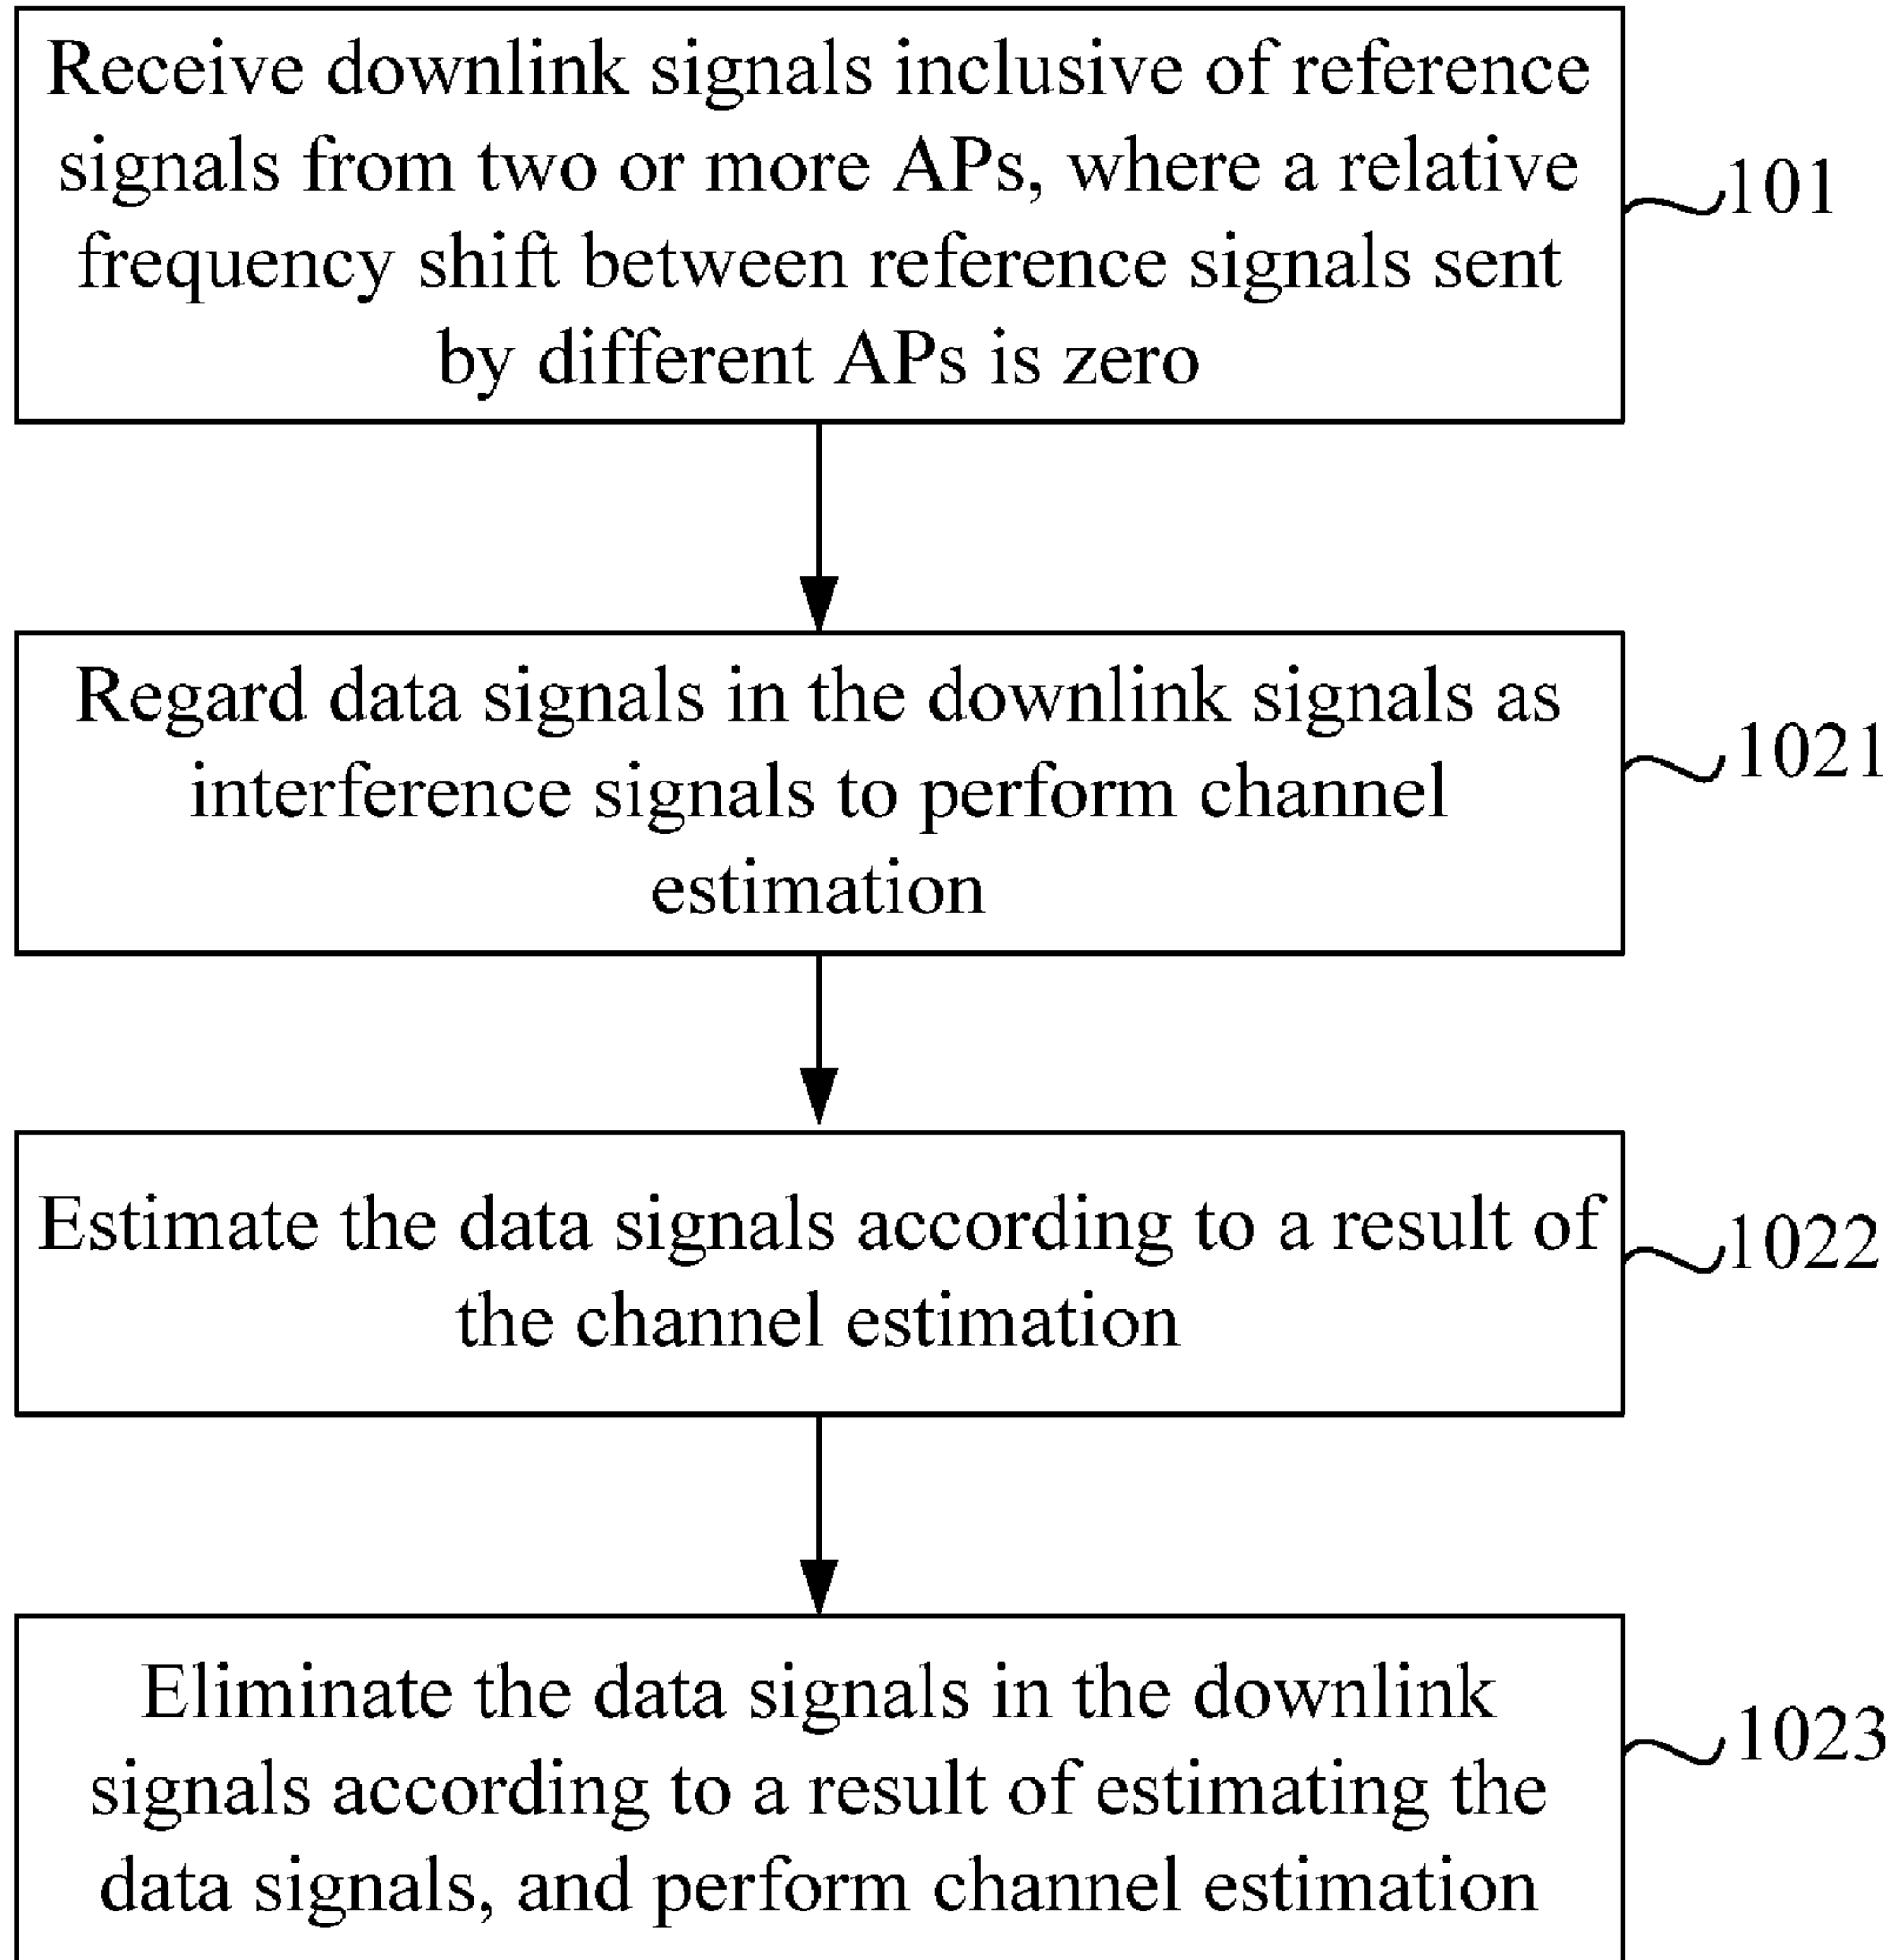 Receive downlink signals inclusive of reference
signals from two or more APs, where a relative
frequency shift between reference signals sent
by different APs is zero
101
Regard data signals in the downlink signals as
interference signals to perform channel
estimation
1021
Estimate the data signals according to a result of
the channel estimation
1022
Eliminate the data signals in the downlink
signals according to a result of estimating the
data signals, and perform channel estimation
1023